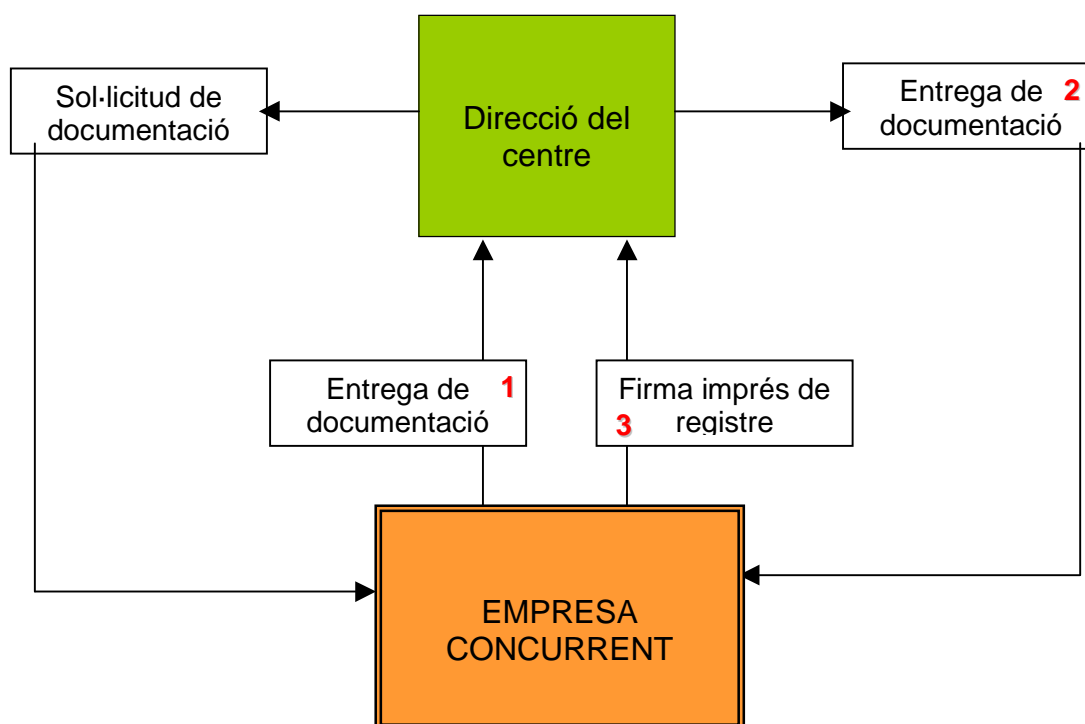 Sol·licitud de
documentació
Direcció del
centre
Entrega de 2
documentació
Entrega de 1
documentació
Firma imprés de
3 registre
EMPRESA
CONCURRENT